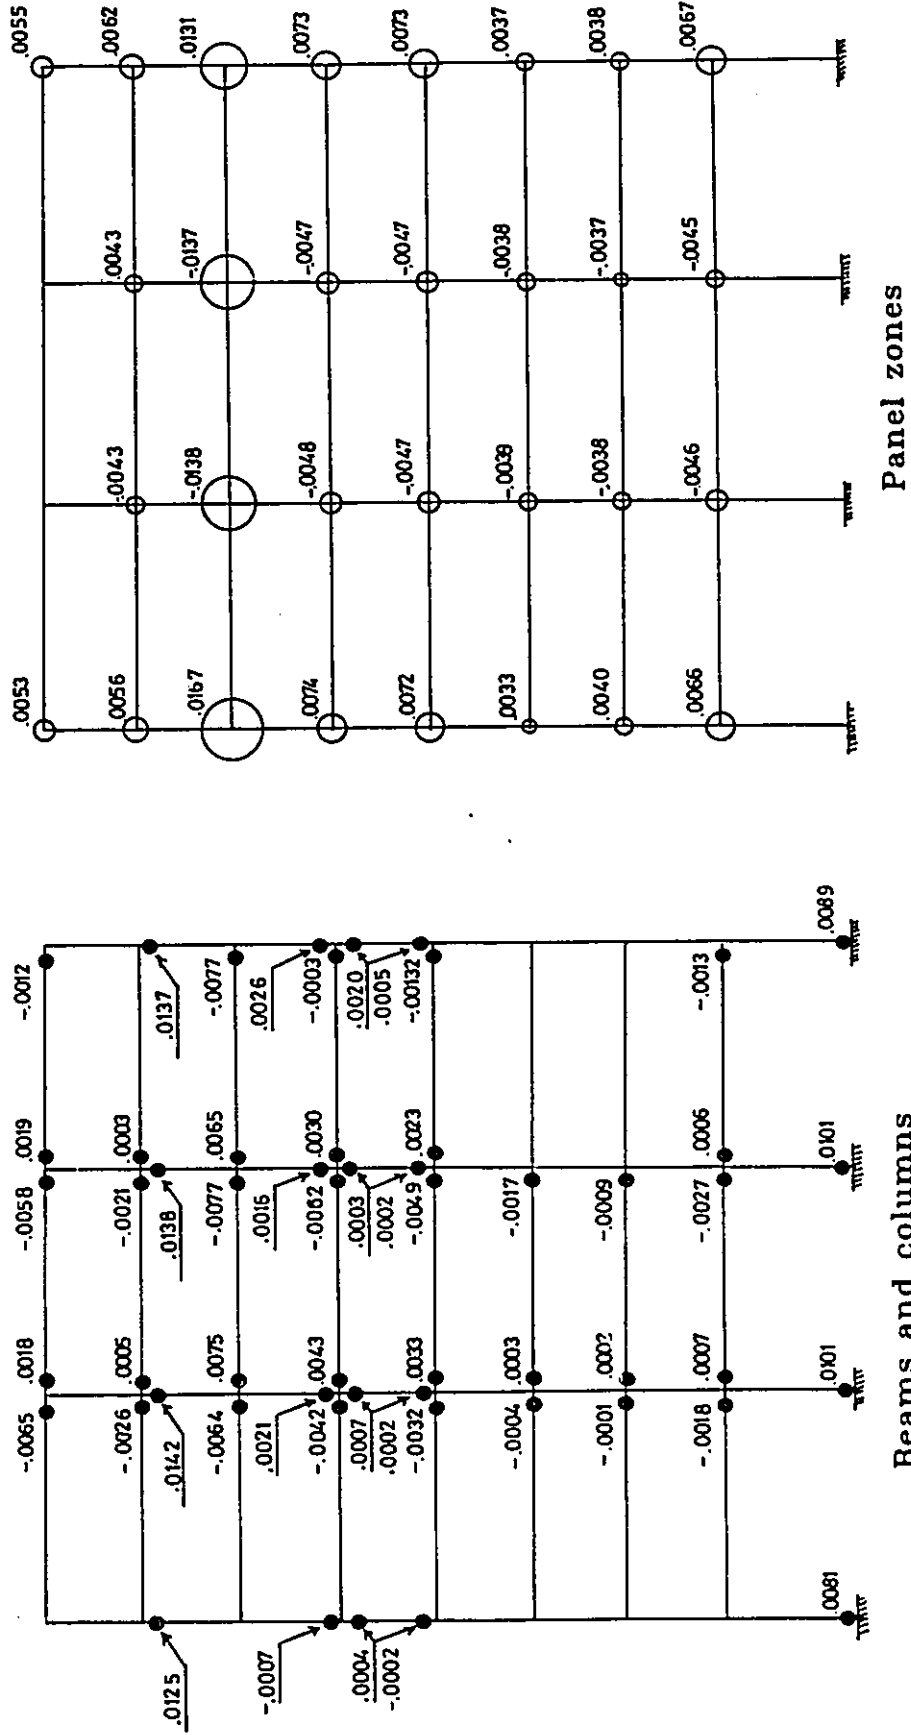 -.0065 .0018 -.0058 .0019 -.0012
-.0026 .0005 -.0021 .0003
.0125 .0142 .0138 .0137
-.0064 .0075 -.0077 .0065 -.0077
-.0007 .0021 .0016 .0026
-.0042 .0043 -.0062 .0030 -.0003
.0004 .0007 .0003 .0020
-.0002 .0002 .0002 .0005
-.0032 .0033 -.0049 .0023 -.00132
-.0004 .0003 -.0017
-.0001 .0002 -.0009
-.0018 .0007 -.0027 .0006 -.0013
.0081 .0101 .0101 .0089
Beams and columns
.0053 .0055
.0056 .0043 .0043 .0062
.0167 -.0138 -.0137 .0131
.0074 -.0048 -.0047 .0073
.0072 -.0047 -.0047 .0073
.0033 -.0039 -.0038 .0037
.0040 -.0038 -.0037 .0038
.0066 -.0046 -.0045 .0067
Panel zones